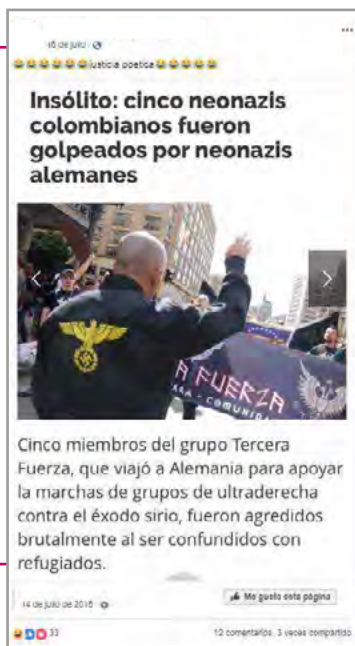 16 de julio
😂😂😂😂😂😂justicia poetica😂😂😂😂😂
Insólito: cinco neonazis
colombianos fueron
golpeados por neonazis
alemanes
A FUERZA
COMUNIDA
Cinco miembros del grupo Tercera
Fuerza, que viajó a Alemania para apoyar
la marchas de grupos de ultraderecha
contra el éxodo sirio, fueron agredidos
brutalmente al ser confundidos con
refugiados.
14 de julio de 2016
Me gusta esta página
33
12 comentarios 3 veces compartido